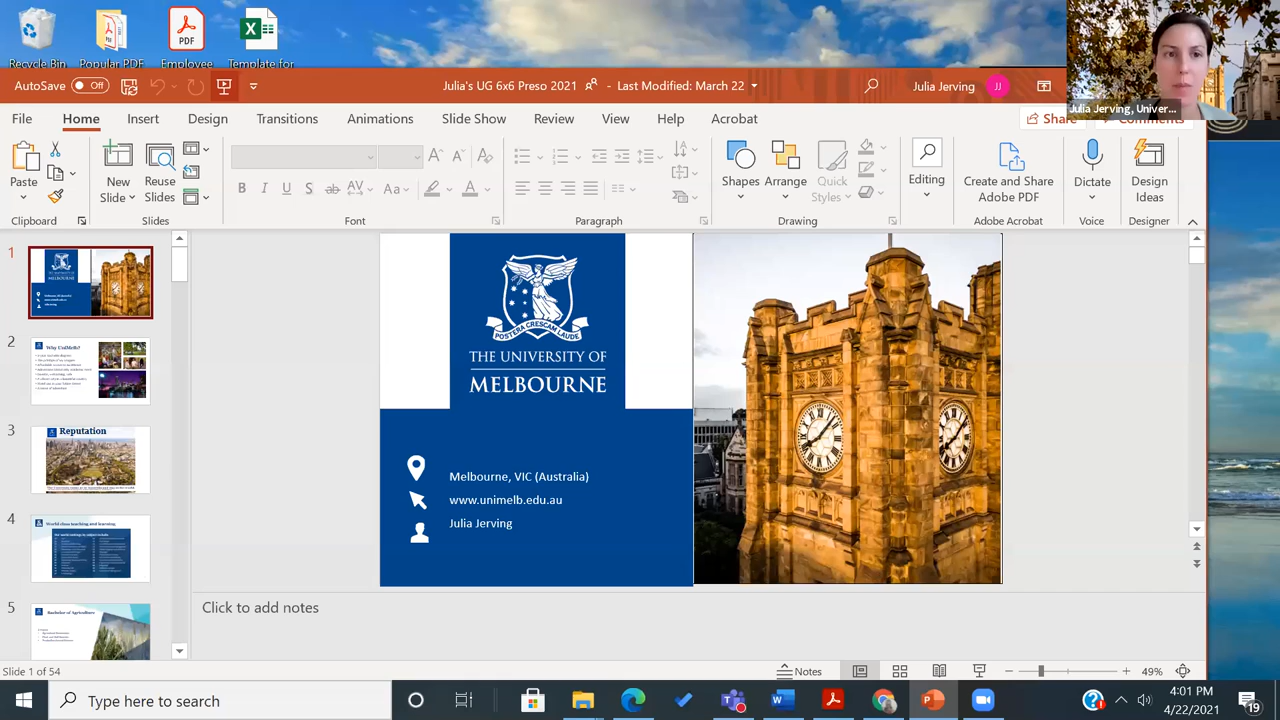 Recycle Bin
Popular PDF
Employee
Template for
PDF
AutoSave Off
Julia's UG 6x6 Preso 2021
Last Modified: March 22
Julia Jerving
JJ
Julia Jerving, Univer...
File
Home
Insert
Design
Transitions
Animations
Slide Show
Review
View
Help
Acrobat
Share
Comments
Paste
New
Slide
Reuse
Slides
B I U S ab AV Aa A
Shapes
Arrange
Quick
Styles
Editing
Create and Share
Adobe PDF
Dictate
Design
Ideas
Clipboard
Slides
Font
Paragraph
Drawing
Adobe Acrobat
Voice
Designer
1
2
Why UniMelb?
3
Reputation
4
World class teaching and learning
5
Bachelor of Agriculture
POSTERA CRESCAM LAUDE
THE UNIVERSITY OF
MELBOURNE
Melbourne, VIC (Australia)
www.unimelb.edu.au
Julia Jerving
Click to add notes
Slide 1 of 54
Notes
49%
Type here to search
4:01 PM
4/22/2021
19